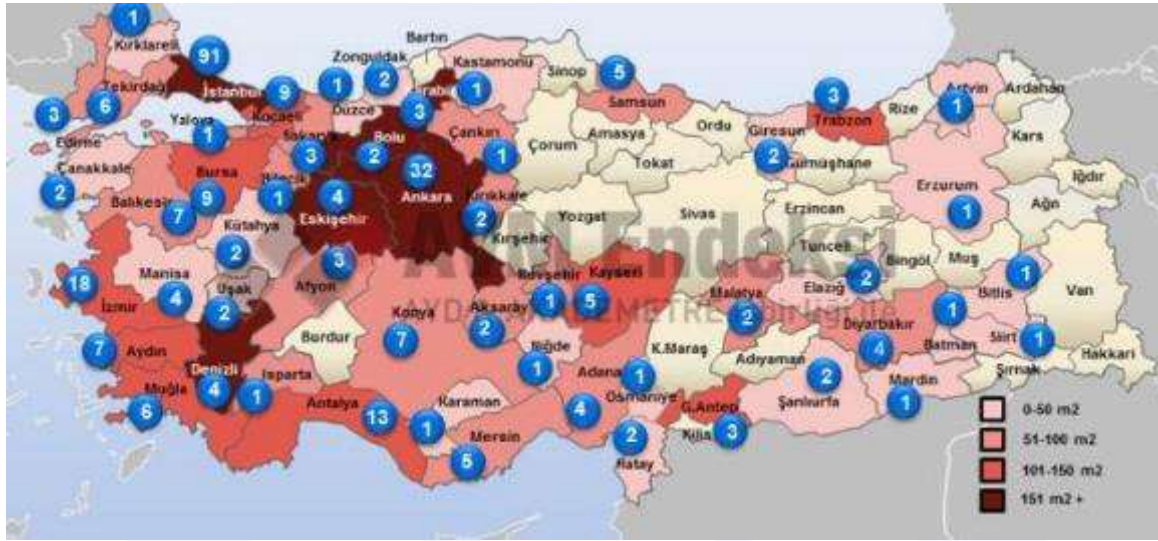 1
Kırklareli
91
Tekirdağ
İstanbul
3
6
Edirne
Yalova
1
9
Kocaeli
Sakarya
3
1
Düzce
Zonguldak
2
Bartın
Karabük
3
Kastamonu
1
Sinop
5
Samsun
Bolu
2
32
Ankara
Çankırı
1
Çorum
Amasya
Tokat
Ordu
Giresun
2
3
Trabzon
Gümüşhane
Rize
Artvin
1
Ardahan
Kars
Iğdır
Erzurum
1
Ağrı
Çanakkale
2
Balıkesir
7
Bursa
9
Bilecik
1
4
Eskişehir
Kütahya
2
Kırıkkale
2
Kırşehir
Yozgat
Sivas
Erzincan
Tunceli
Bingöl
Muş
Van
AYM Endeksi
Manisa
4
Uşak
2
Afyon
3
18
İzmir
Konya
7
Aksaray
2
Nevşehir
1
Kayseri
5
Malatya
2
Elazığ
2
Bitlis
1
Diyarbakır
4
1
Batman
Siirt
1
Hakkari
Şırnak
7
Aydın
Denizli
4
Burdur
Isparta
1
Muğla
6
Antalya
13
Karaman
1
Mersin
5
Niğde
1
Adana
4
1
Osmaniye
K.Maraş
Adıyaman
G.Antep
Kilis
3
2
Hatay
2
Şanlıurfa
Mardin
1
0-50 m2
51-100 m2
101-150 m2
151 m2 +